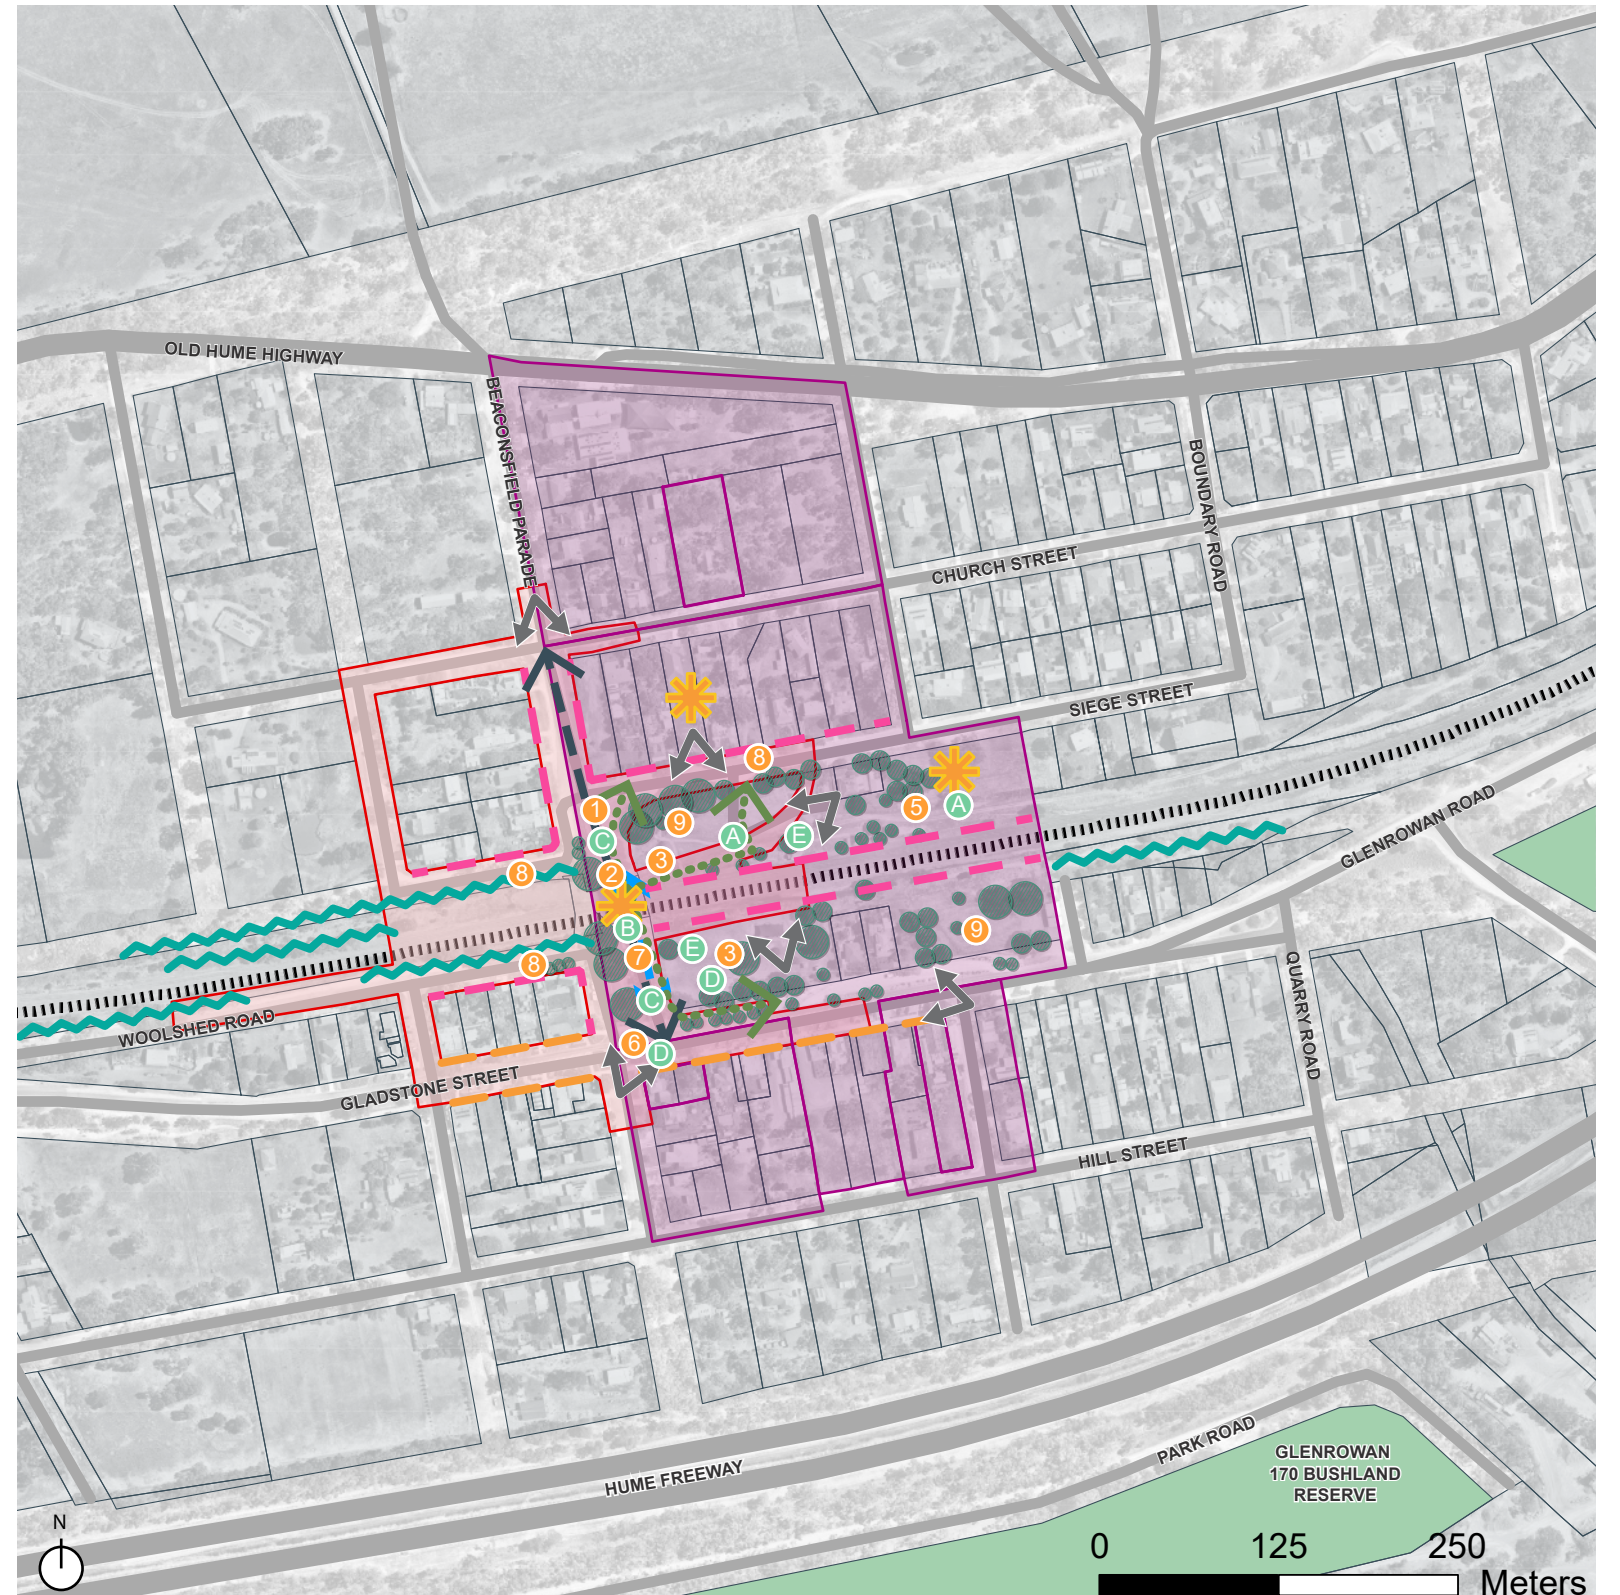 OLD HUME HIGHWAY
BEACONSFIELD PARADE
BOUNDARY ROAD
CHURCH STREET
SIEGE STREET
8
1
9
A
E
5
A
C
3
2
8
GLENROWAN ROAD
B
E
3
9
7
D
8
C
6
D
QUARRY ROAD
WOOLSHED ROAD
GLADSTONE STREET
HILL STREET
HUME FREEWAY
PARK ROAD
GLENROWAN
170 BUSHLAND
RESERVE
N
0 125 250
Meters